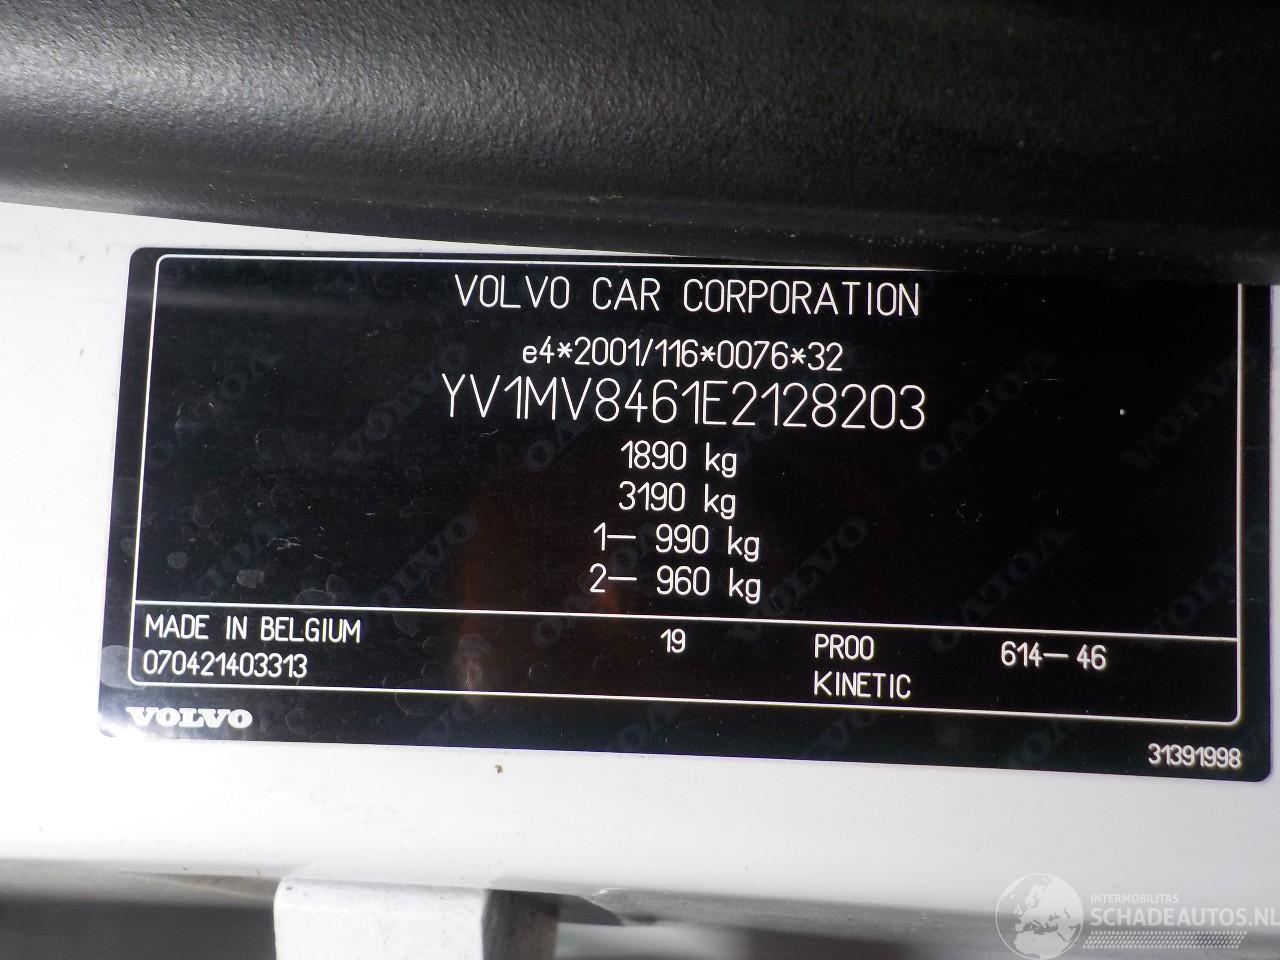 VOLVO CAR CORPORATION
e4*2001/116*0076*32
YV1MV8461E2128203
1890 kg
3190 kg
1— 990 kg
2— 960 kg
MADE IN BELGIUM 19 PROO 614—46
070421403313 KINETIC
VOLVO
31391998
INTERMOBILITAS
SCHADEAUTOS.NL